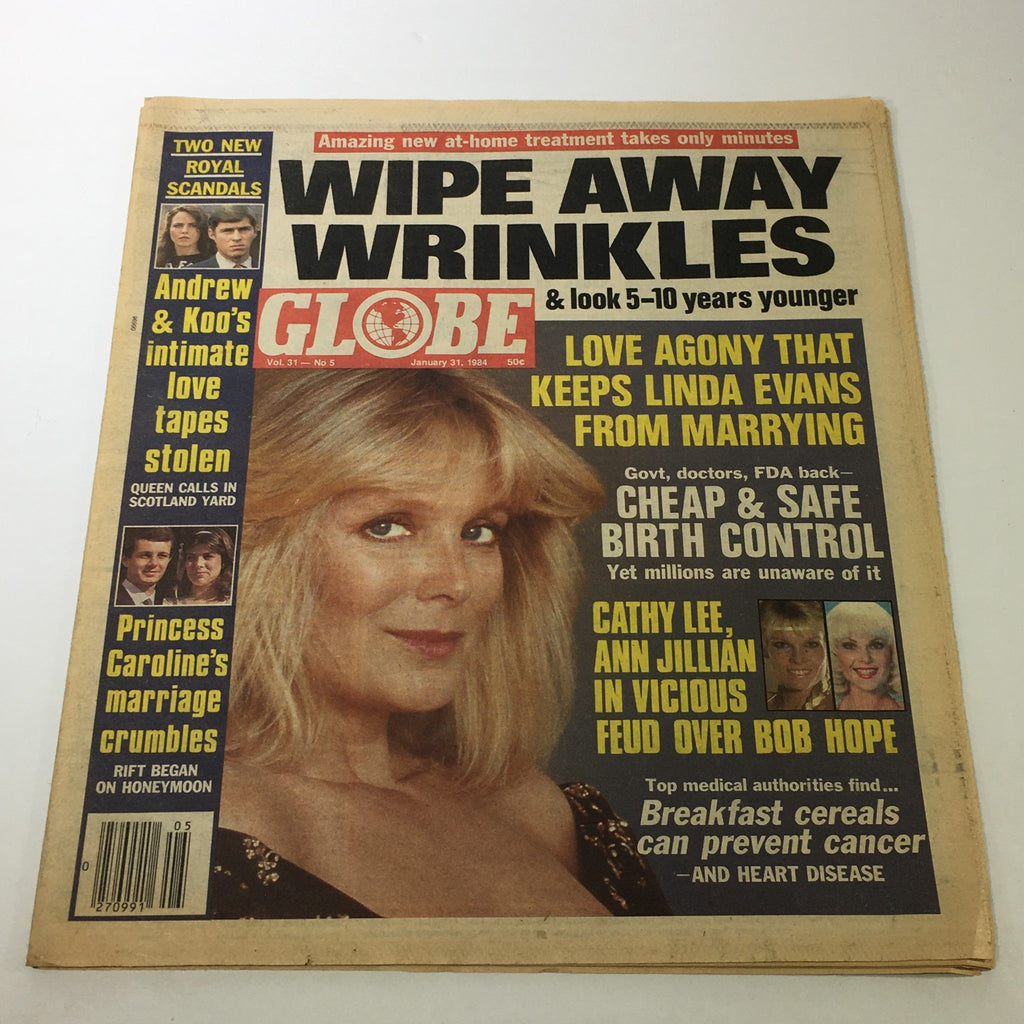 TWO NEW
ROYAL
SCANDALS
Andrew
& Koo's
intimate
love
tapes
stolen
QUEEN CALLS IN
SCOTLAND YARD
Princess
Caroline's
marriage
crumbles
RIFT BEGAN
ON HONEYMOON
05
0
270991
Amazing new at-home treatment takes only minutes
WIPE AWAY
WRINKLES
& look 5–10 years younger
GLOBE
Vol. 31 — No 5 January 31, 1984 50¢
LOVE AGONY THAT
KEEPS LINDA EVANS
FROM MARRYING
Govt, doctors, FDA back—
CHEAP & SAFE
BIRTH CONTROL
Yet millions are unaware of it
CATHY LEE,
ANN JILLIAN
IN VICIOUS
FEUD OVER BOB HOPE
Top medical authorities find...
Breakfast cereals
can prevent cancer
—AND HEART DISEASE